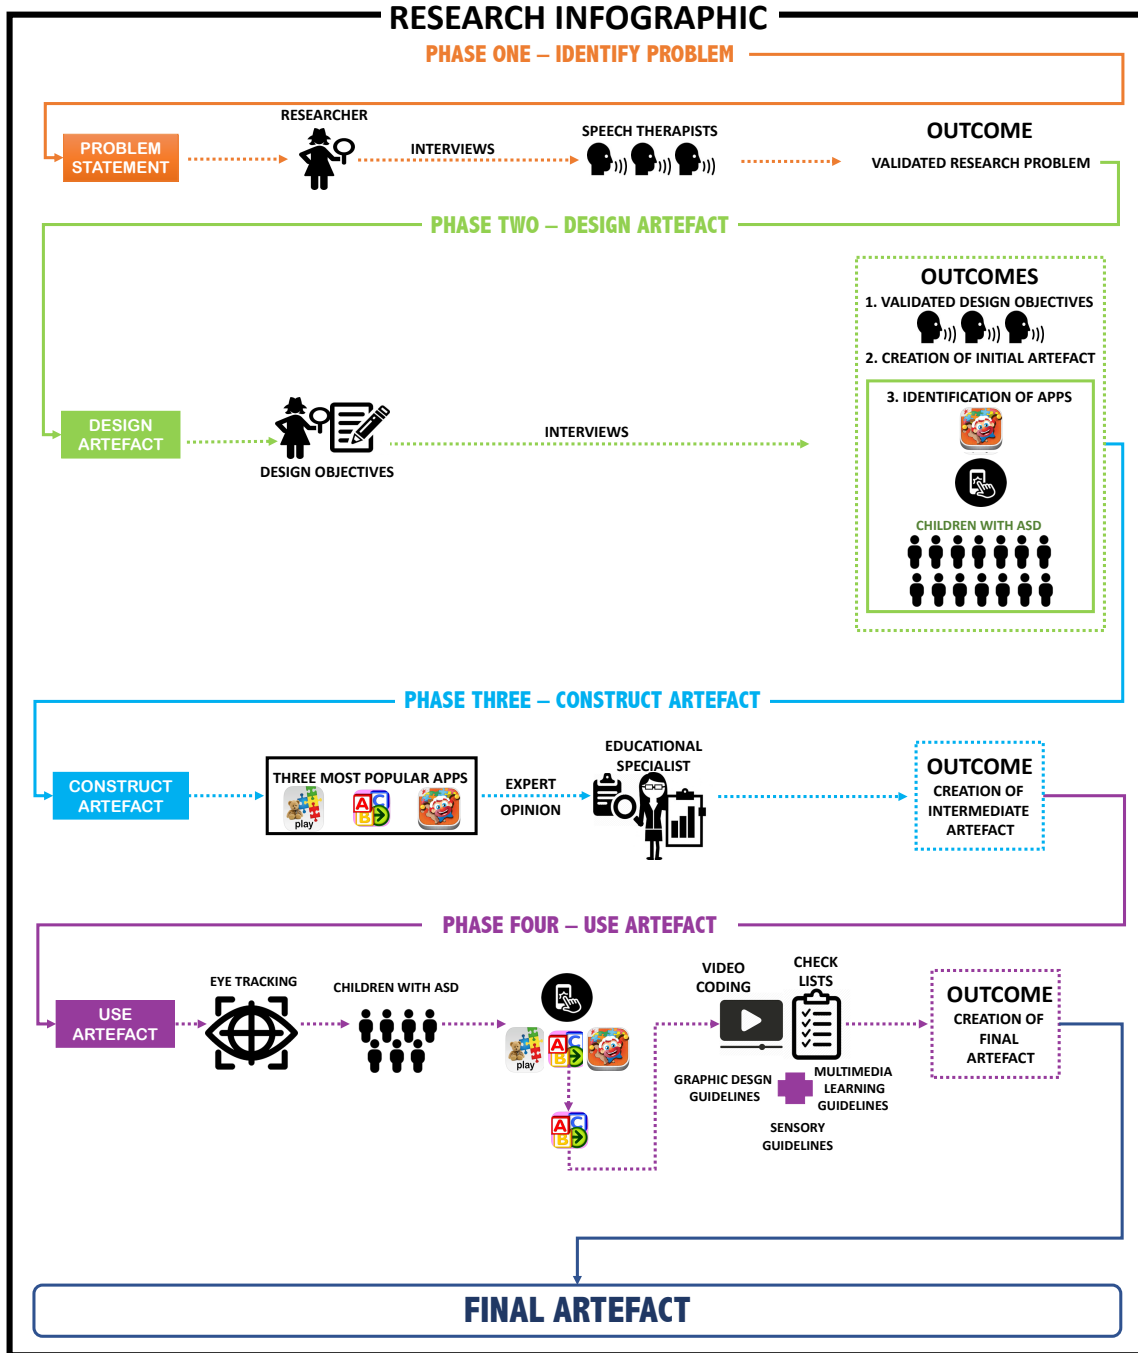 RESEARCH INFOGRAPHIC
PHASE ONE – IDENTIFY PROBLEM
PROBLEM
STATEMENT
RESEARCHER
INTERVIEWS
SPEECH THERAPISTS
OUTCOME
VALIDATED RESEARCH PROBLEM
PHASE TWO – DESIGN ARTEFACT
DESIGN
ARTEFACT
DESIGN OBJECTIVES
INTERVIEWS
OUTCOMES
1. VALIDATED DESIGN OBJECTIVES
2. CREATION OF INITIAL ARTEFACT
3. IDENTIFICATION OF APPS
CHILDREN WITH ASD
PHASE THREE – CONSTRUCT ARTEFACT
CONSTRUCT
ARTEFACT
THREE MOST POPULAR APPS
play
A
C
B
EXPERT
OPINION
EDUCATIONAL
SPECIALIST
OUTCOME
CREATION OF
INTERMEDIATE
ARTEFACT
PHASE FOUR – USE ARTEFACT
USE
ARTEFACT
EYE TRACKING
CHILDREN WITH ASD
play
A
C
B
A
C
B
VIDEO
CODING
CHECK
LISTS
GRAPHIC DESGN
GUIDELINES
MULTIMEDIA
LEARNING
GUIDELINES
SENSORY
GUIDELINES
OUTCOME
CREATION OF
FINAL
ARTEFACT
FINAL ARTEFACT